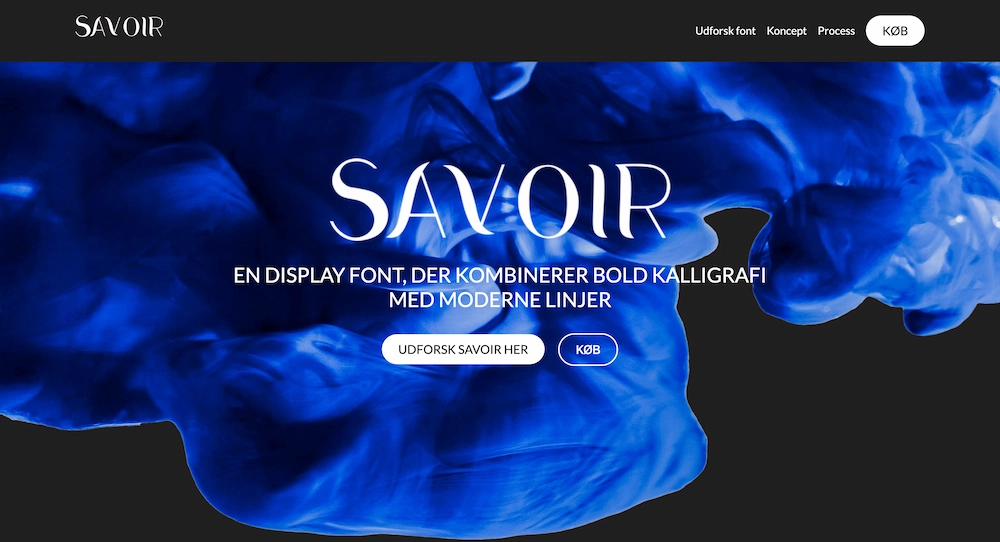 SAVOIR
Udforsk font Koncept Process KØB
SAVOIR
EN DISPLAY FONT, DER KOMBINERER BOLD KALLIGRAFI
MED MODERNE LINJER
UDFORSK SAVOIR HER KØB